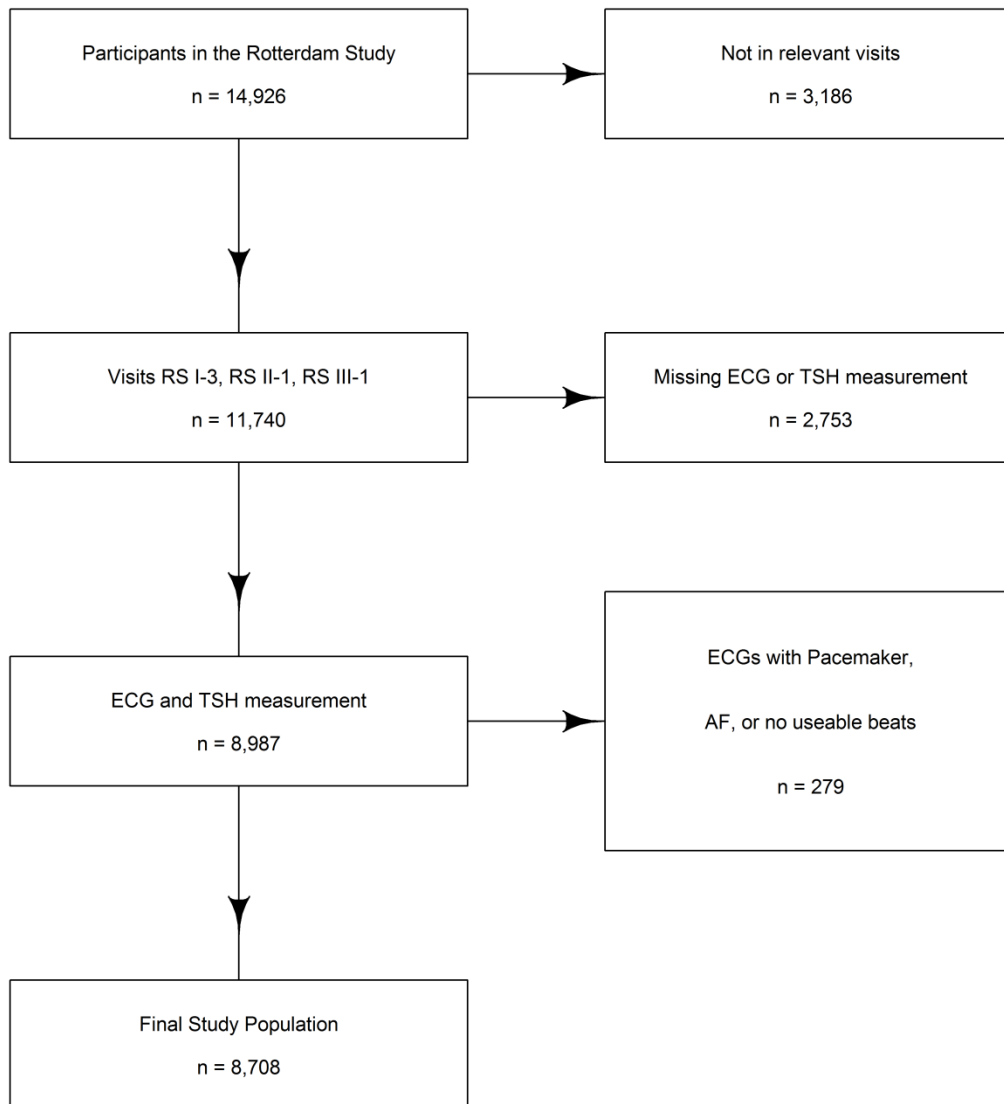 Participants in the Rotterdam Study
n = 14,926
Not in relevant visits
n = 3,186
Visits RS I-3, RS II-1, RS III-1
n = 11,740
Missing ECG or TSH measurement
n = 2,753
ECG and TSH measurement
n = 8,987
ECGs with Pacemaker,
AF, or no useable beats
n = 279
Final Study Population
n = 8,708